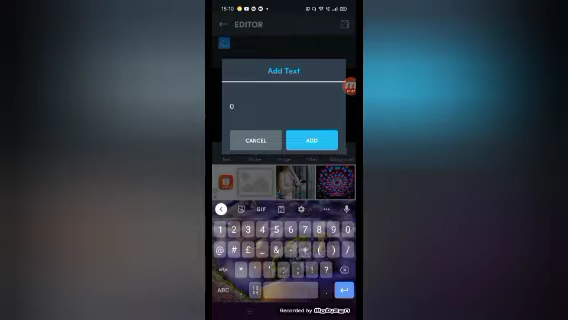 15:10
EDITOR
Add Text
0
CANCEL
ADD
Text
GIF
1 2 3 4 5 6 7 8 9 0
@ # £ _ & - + ( ) /
* " ' : ; ! ?
ABC
Recorded by